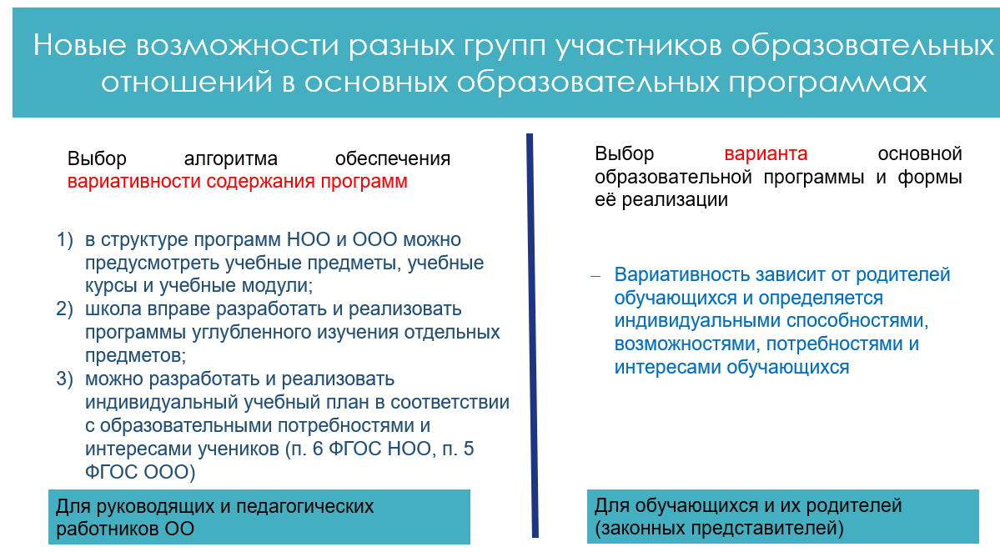 Новые возможности разных групп участников образовательных
отношений в основных образовательных программах
Выбор алгоритма обеспечения
вариативности содержания программ
1) в структуре программ НОО и ООО можно
предусмотреть учебные предметы, учебные
курсы и учебные модули;
2) школа вправе разработать и реализовать
программы углубленного изучения отдельных
предметов;
3) можно разработать и реализовать
индивидуальный учебный план в соответствии
с образовательными потребностями и
интересами учеников (п. 6 ФГОС НОО, п. 5
ФГОС ООО)
Для руководящих и педагогических
работников ОО
Выбор варианта основной
образовательной программы и формы
её реализации
– Вариативность зависит от родителей
обучающихся и определяется
индивидуальными способностями,
возможностями, потребностями и
интересами обучающихся
Для обучающихся и их родителей
(законных представителей)